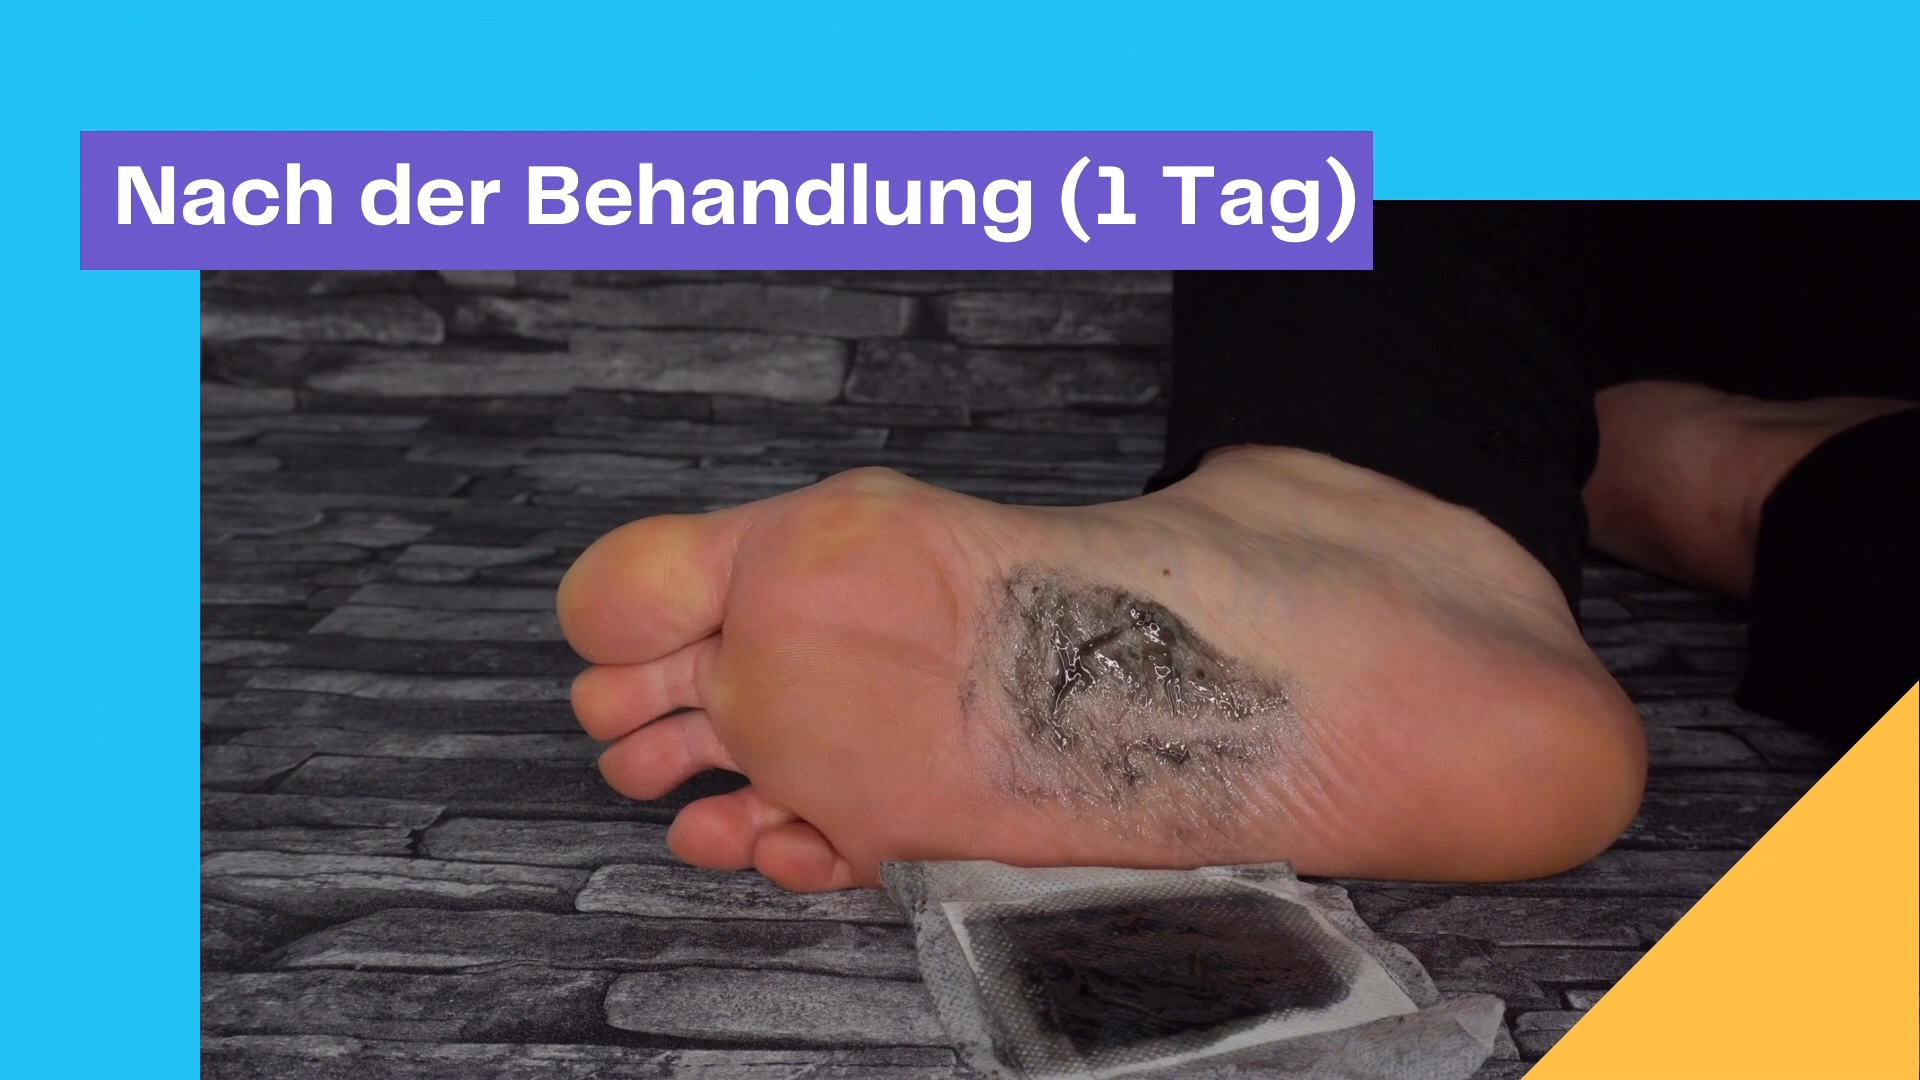 Nach der Behandlung (1 Tag)